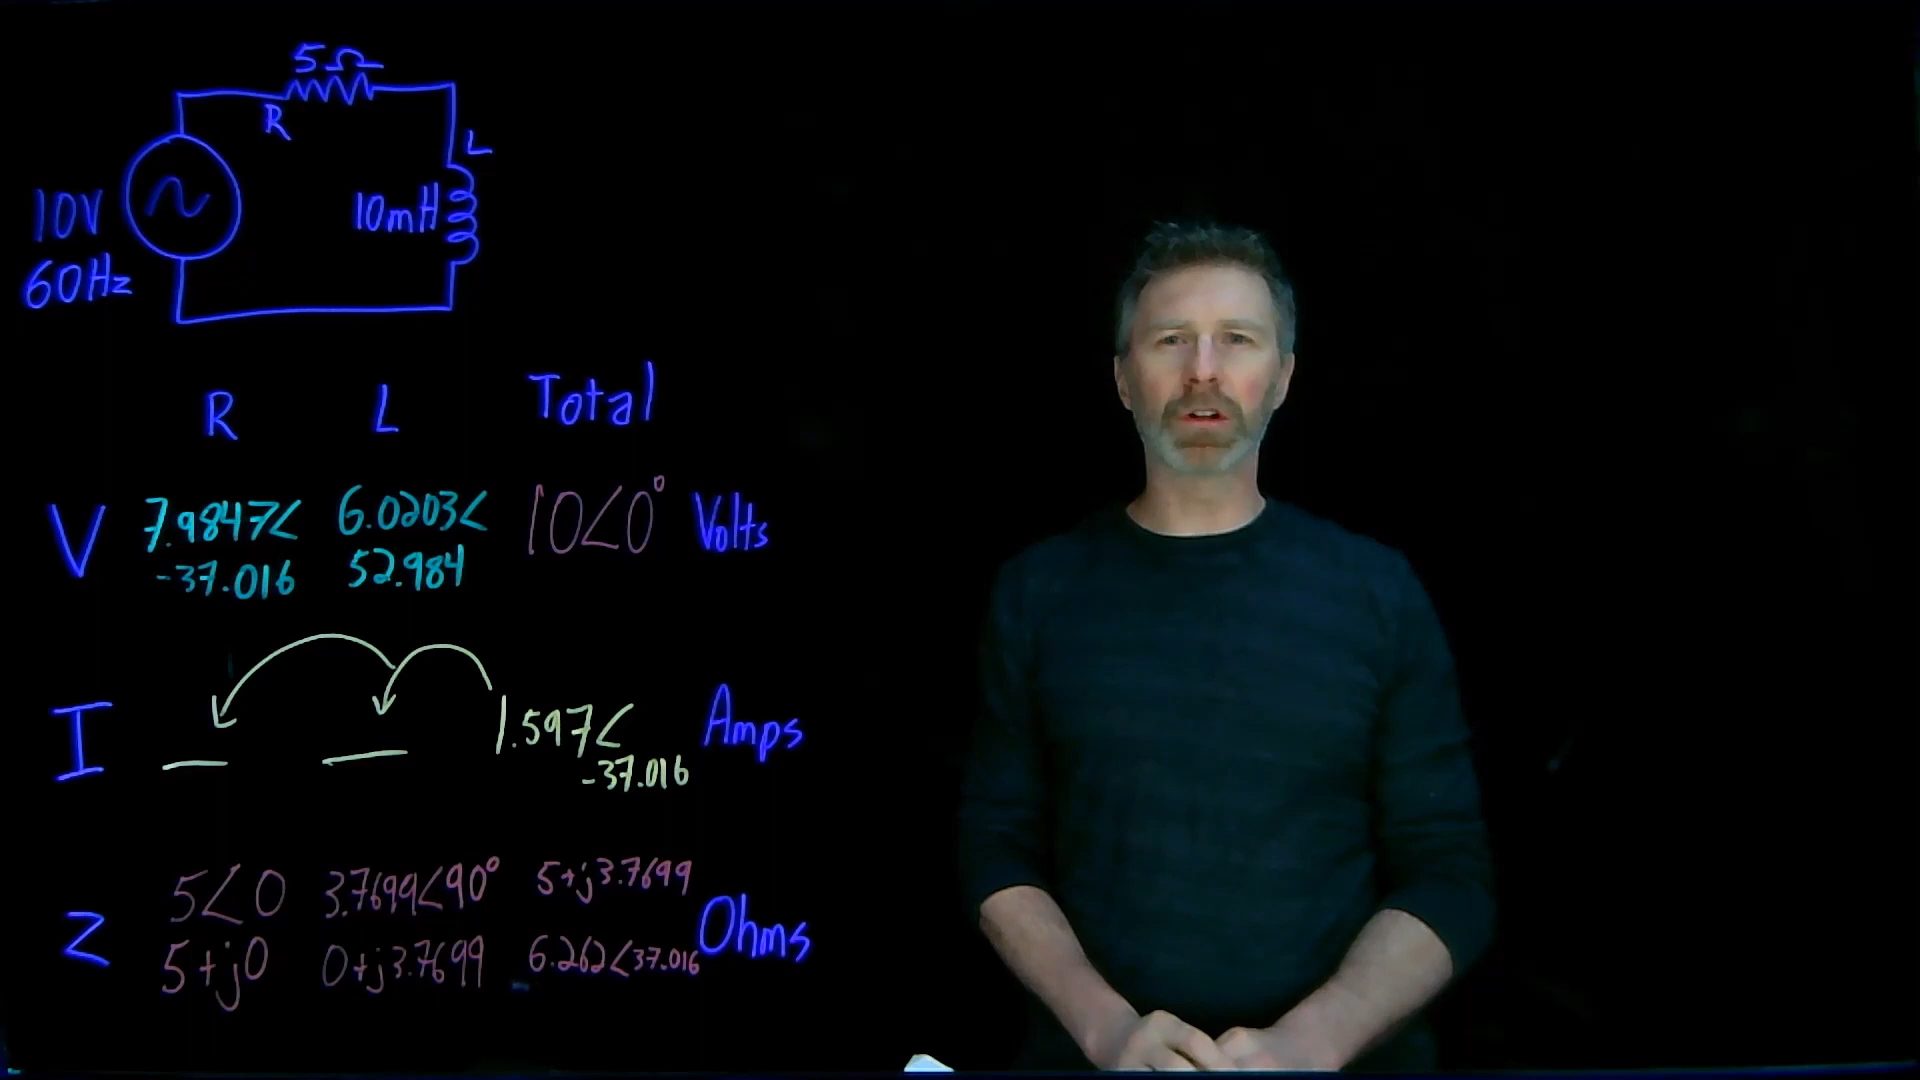 5Ω
R
L
10V
10mH
60Hz
R L Total
V 7.9847∠ 6.0203∠ 10∠0° Volts
-37.016 52.984
I 1.597∠ Amps
-37.016
Z 5∠0 3.7699∠90° 5+j3.7699 Ohms
5+j0 0+j3.7699 6.262∠37.016